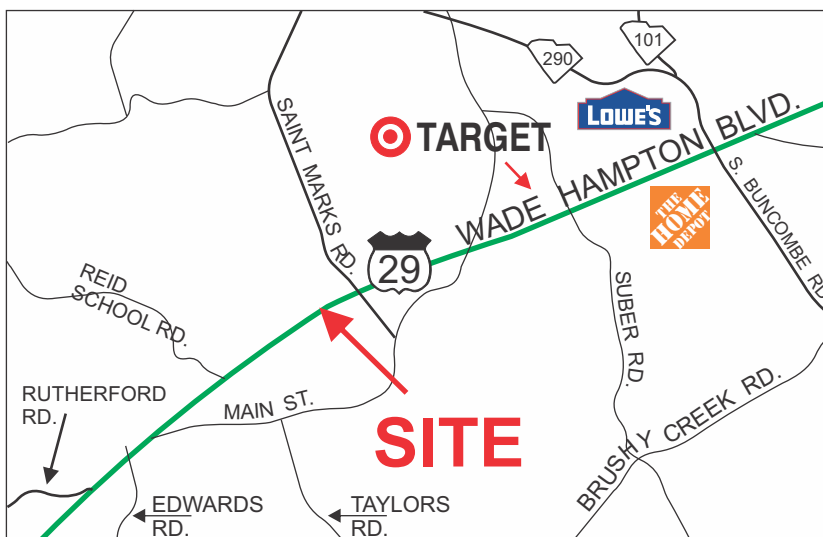 101
290
LOWE'S
SAINT MARKS RD.
TARGET
WADE HAMPTON BLVD.
S. BUNCOMBE RD.
THE
HOME
DEPOT
29
REID
SCHOOL RD.
SUBER RD.
RUTHERFORD
RD.
MAIN ST.
SITE
BRUSHY CREEK RD.
EDWARDS
RD.
TAYLORS
RD.